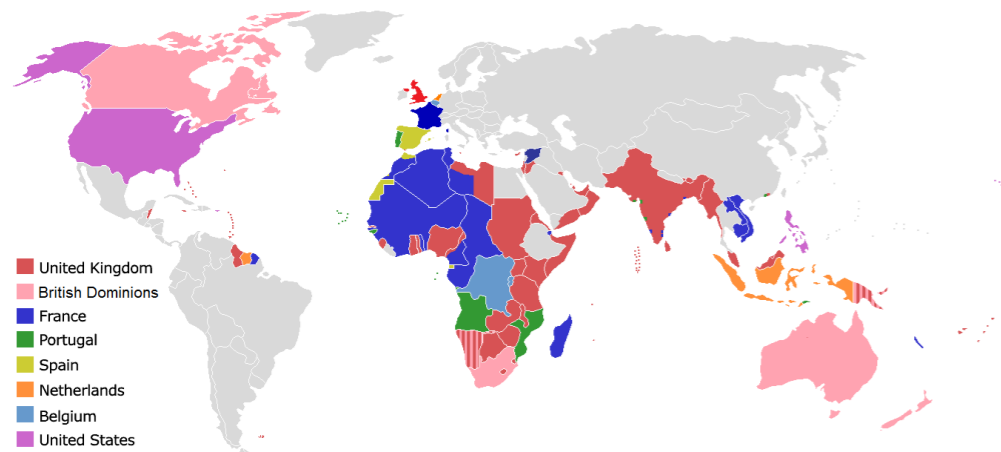 United Kingdom
British Dominions
France
Portugal
Spain
Netherlands
Belgium
United States